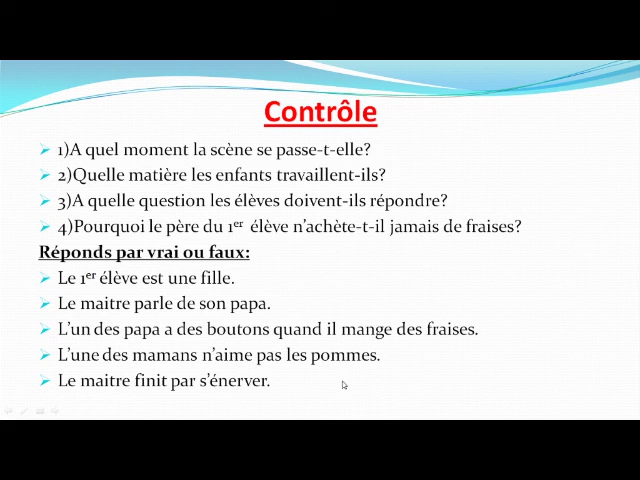 Contrôle
1)A quel moment la scène se passe-t-elle?
2)Quelle matière les enfants travaillent-ils?
3)A quelle question les élèves doivent-ils répondre?
4)Pourquoi le père du 1er élève n’achète-t-il jamais de fraises?
Réponds par vrai ou faux:
Le 1er élève est une fille.
Le maitre parle de son papa.
L’un des papa a des boutons quand il mange des fraises.
L’une des mamans n’aime pas les pommes.
Le maitre finit par s’énerver.